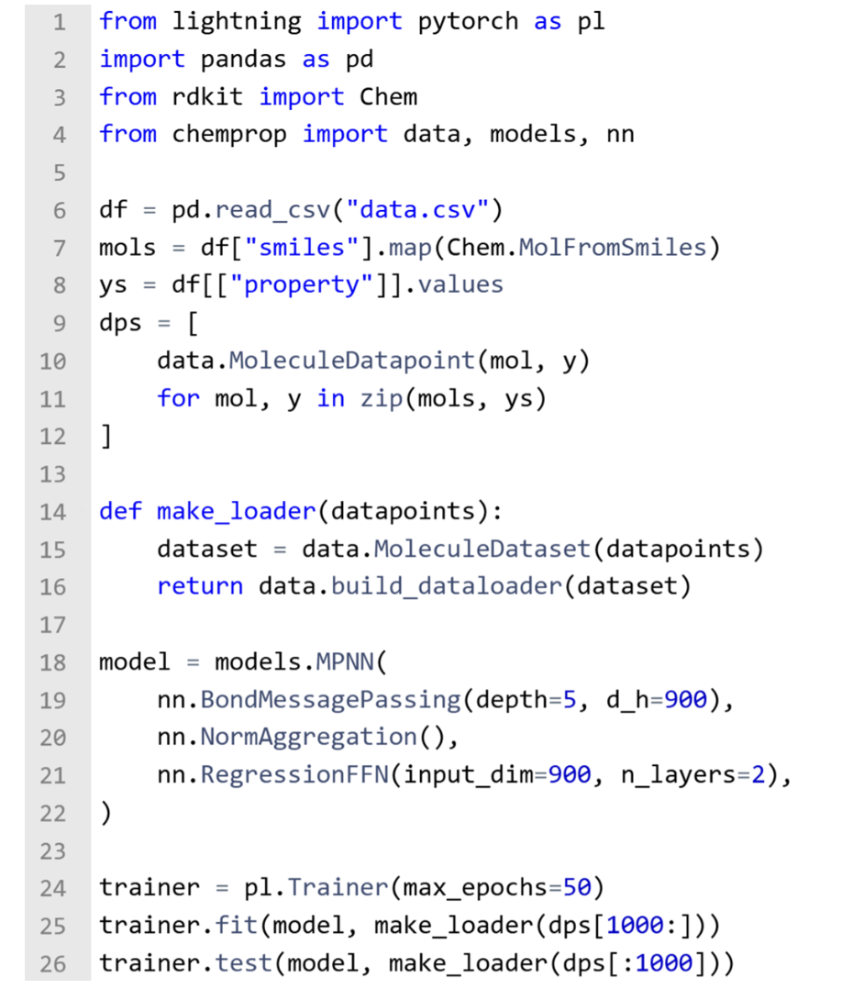 1 from lightning import pytorch as pl
2 import pandas as pd
3 from rdkit import Chem
4 from chemprop import data, models, nn
5
6 df = pd.read_csv("data.csv")
7 mols = df["smiles"].map(Chem.MolFromSmiles)
8 ys = df[["property"]].values
9 dps = [
10     data.MoleculeDatapoint(mol, y)
11     for mol, y in zip(mols, ys)
12 ]
13
14 def make_loader(datapoints):
15     dataset = data.MoleculeDataset(datapoints)
16     return data.build_dataloader(dataset)
17
18 model = models.MPNN(
19     nn.BondMessagePassing(depth=5, d_h=900),
20     nn.NormAggregation(),
21     nn.RegressionFFN(input_dim=900, n_layers=2),
22 )
23
24 trainer = pl.Trainer(max_epochs=50)
25 trainer.fit(model, make_loader(dps[1000:]))
26 trainer.test(model, make_loader(dps[:1000]))